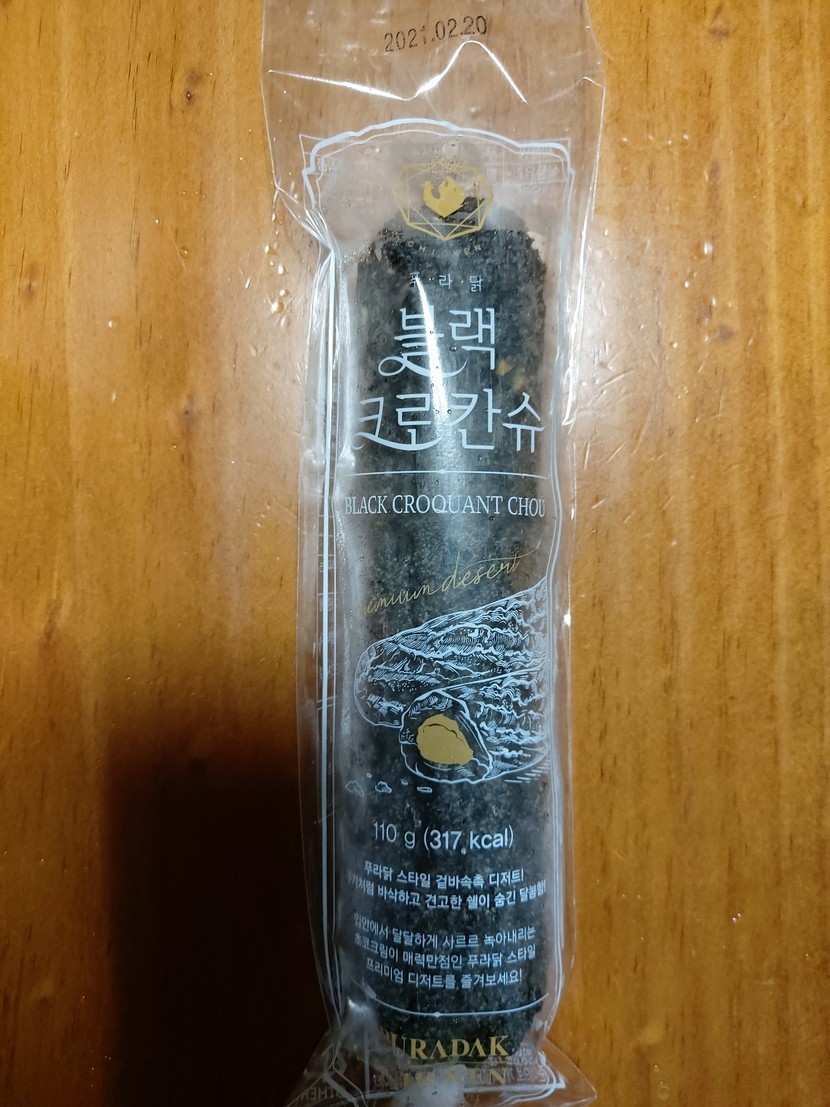 2021.02.20
CHICKEN
푸·라·닭
블랙
크로칸슈
BLACK CROQUANT CHOU
desert
110 g (317 kcal)
푸라닭 스타일 겉바속촉 디저트!
바삭하고 견고한 쉘이 숨긴 달콤함!
입안에서 달달하게 사르르 녹아내리는
초코크림이 매력만점인 푸라닭 스타일
프리미엄 디저트를 즐겨보세요!
PURADAK
CHICKEN